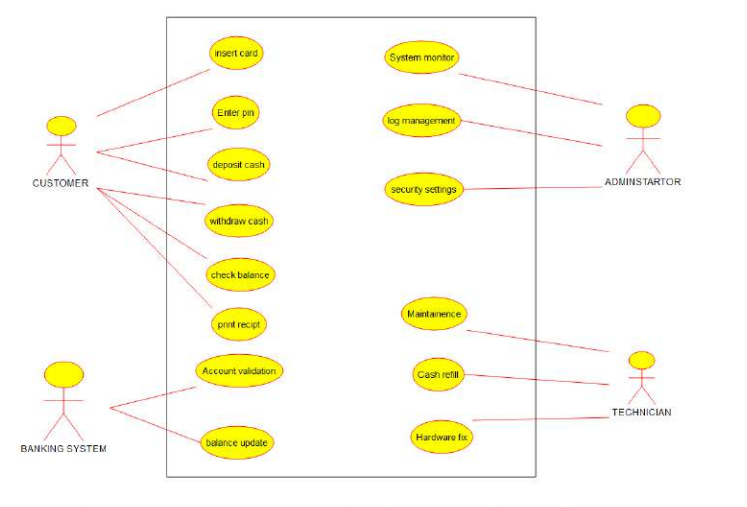 insert card
System monitor
Enter pin
log management
CUSTOMER
deposit cash
ADMINSTARTOR
security settings
withdraw cash
check balance
Maintainence
print recipt
Account validation
Cash refill
TECHNICIAN
BANKING SYSTEM
balance update
Hardware fix